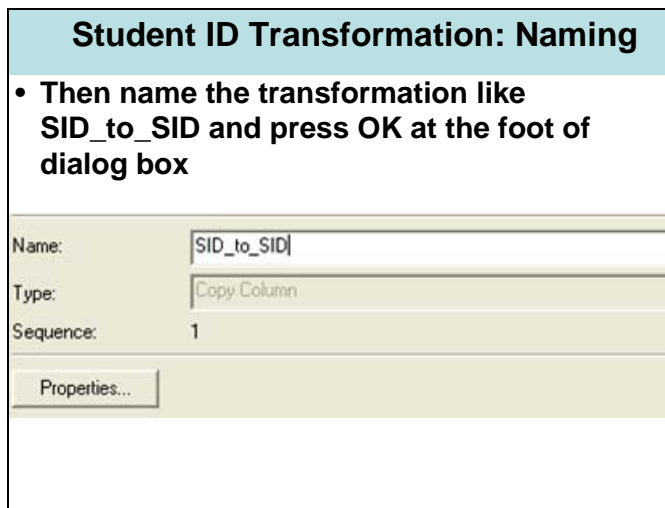 Student ID Transformation: Naming
• Then name the transformation like
SID_to_SID and press OK at the foot of
dialog box
Name: SID_to_SID
Type: Copy Column
Sequence: 1
Properties...